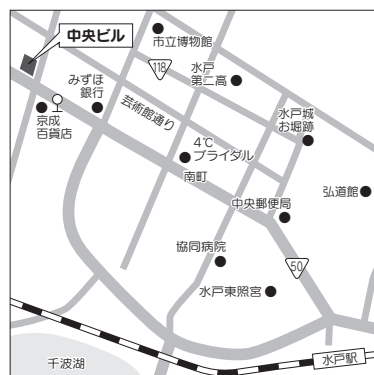 中央ビル
市立博物館
118
水戸
第二高
みずほ
銀行
京成
百貨店
芸術館通り
水戸城
お堀跡
4℃
ブライダル
南町
弘道館
中央郵便局
協同病院
50
水戸東照宮
水戸駅
千波湖